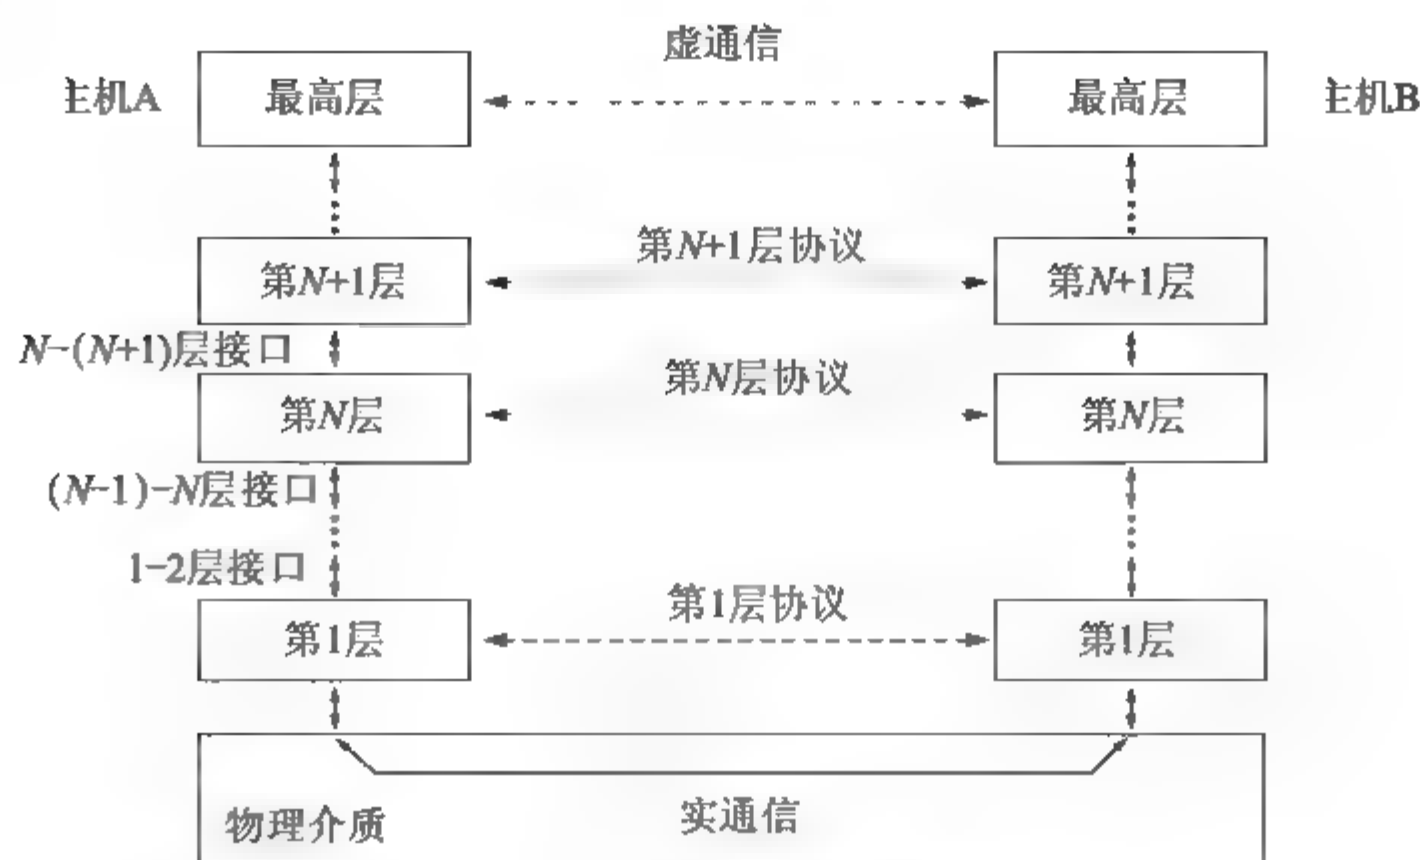 虚通信
主机A
最高层
最高层
主机B
第N+1层协议
第N+1层
第N+1层
N-(N+1)层接口
第N层协议
第N层
第N层
(N-1)-N层接口
1-2层接口
第1层协议
第1层
第1层
物理介质
实通信